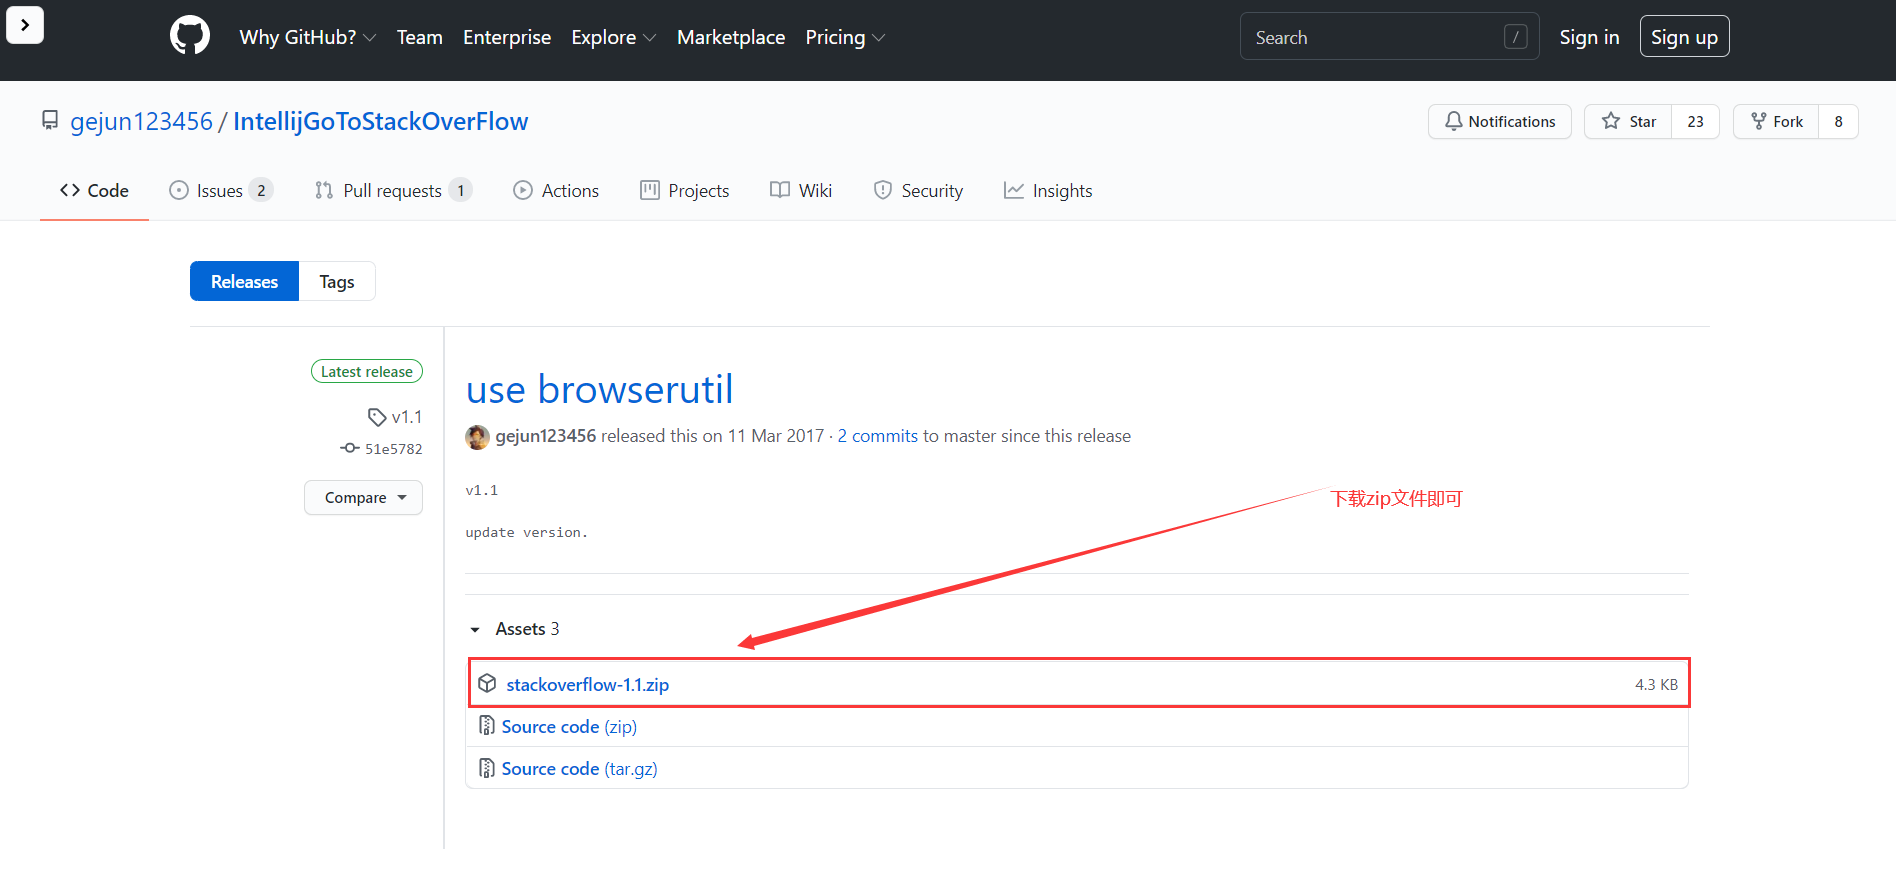 Why GitHub? Team Enterprise Explore Marketplace Pricing Search / Sign in Sign up
gejun123456 / IntellijGoToStackOverFlow Notifications Star 23 Fork 8
Code Issues 2 Pull requests 1 Actions Projects Wiki Security Insights
Releases Tags
Latest release
v1.1
51e5782
Compare
use browserutil
gejun123456 released this on 11 Mar 2017 · 2 commits to master since this release
v1.1
下载zip文件即可
update version.
Assets 3
stackoverflow-1.1.zip 4.3 KB
Source code (zip)
Source code (tar.gz)